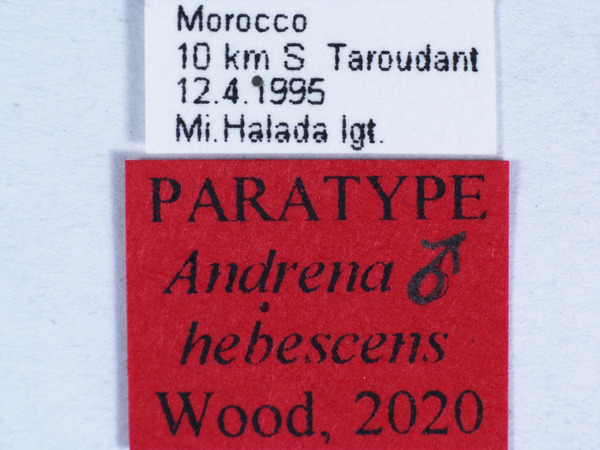 Morocco
10 km S Taroudant
12.4.1995
Mi.Halada lgt.
PARATYPE
Andrena ♂
hebescens
Wood, 2020